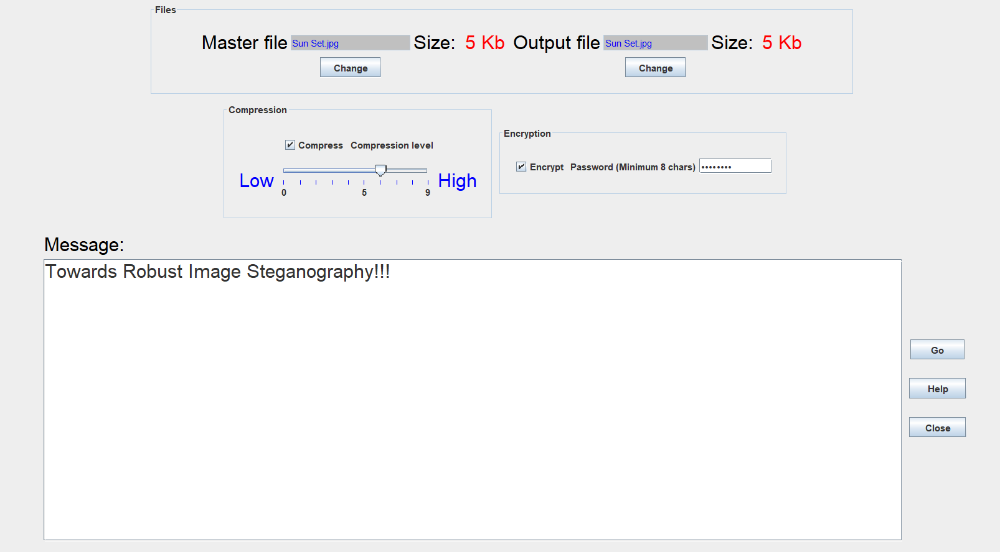 Files
Master file Sun Set.jpg Size: 5 Kb Output file Sun Set.jpg Size: 5 Kb
Change Change
Compression
Compress Compression level
Low High
0 5 9
Encryption
Encrypt Password (Minimum 8 chars) ••••••••
Message:
Towards Robust Image Steganography!!!
Go
Help
Close